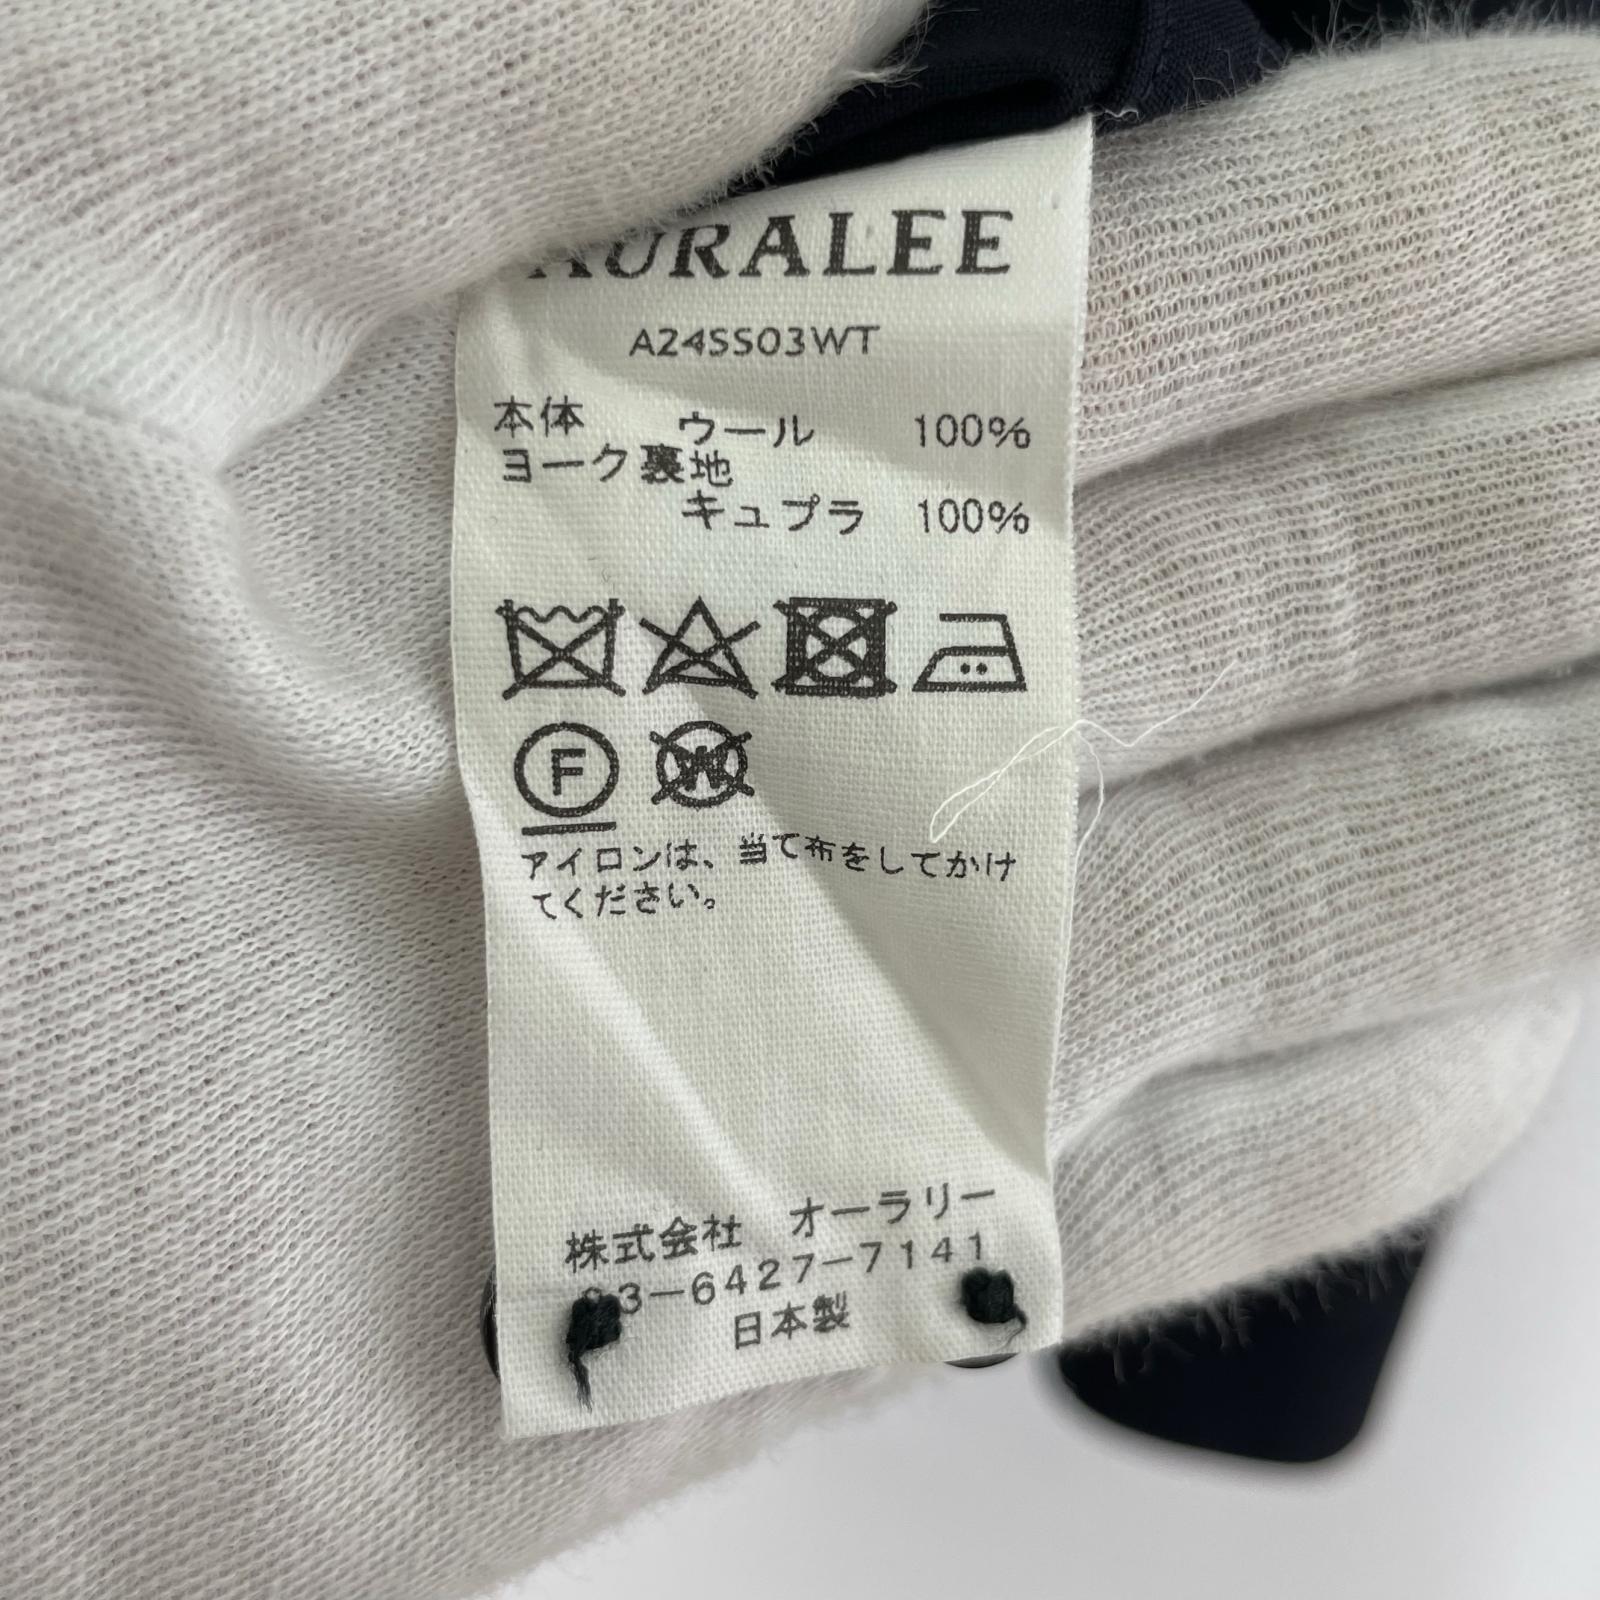 AURALEE
A24SS03WT
本体 ウール 100%
ヨーク裏地
キュプラ 100%
F
W
アイロンは、当て布をしてかけ
てください。
株式会社 オーラリー
03-6427-7141
日本製